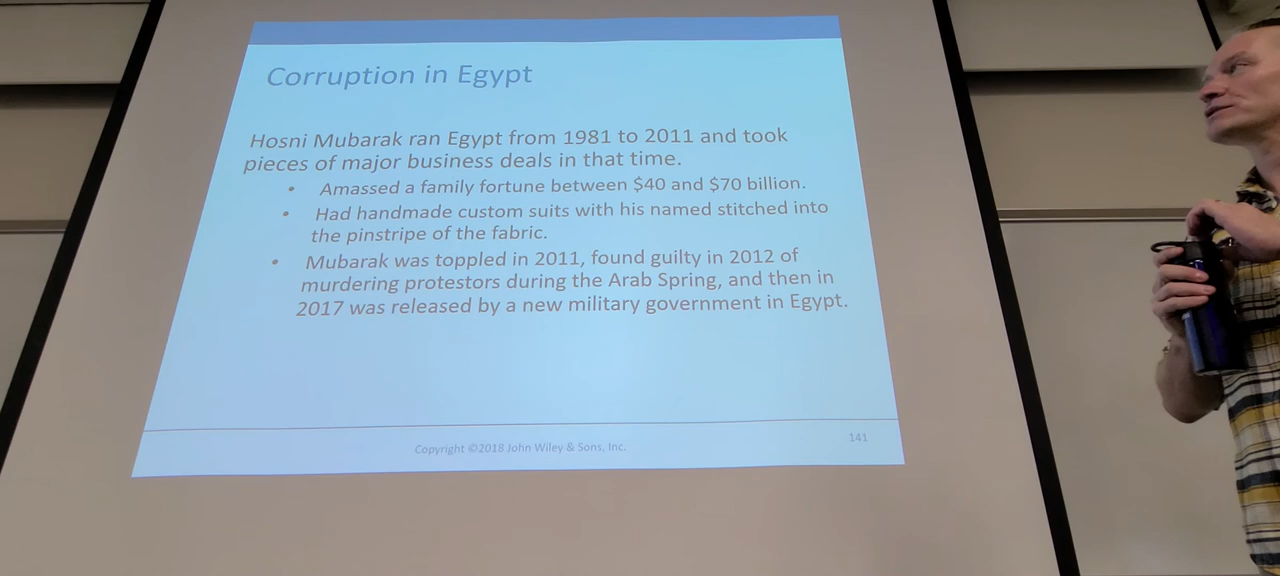 Corruption in Egypt
Hosni Mubarak ran Egypt from 1981 to 2011 and took
pieces of major business deals in that time.
• Amassed a family fortune between $40 and $70 billion.
• Had handmade custom suits with his named stitched into
the pinstripe of the fabric.
• Mubarak was toppled in 2011, found guilty in 2012 of
murdering protestors during the Arab Spring, and then in
2017 was released by a new military government in Egypt.
Copyright ©2018 John Wiley & Sons, Inc.
141